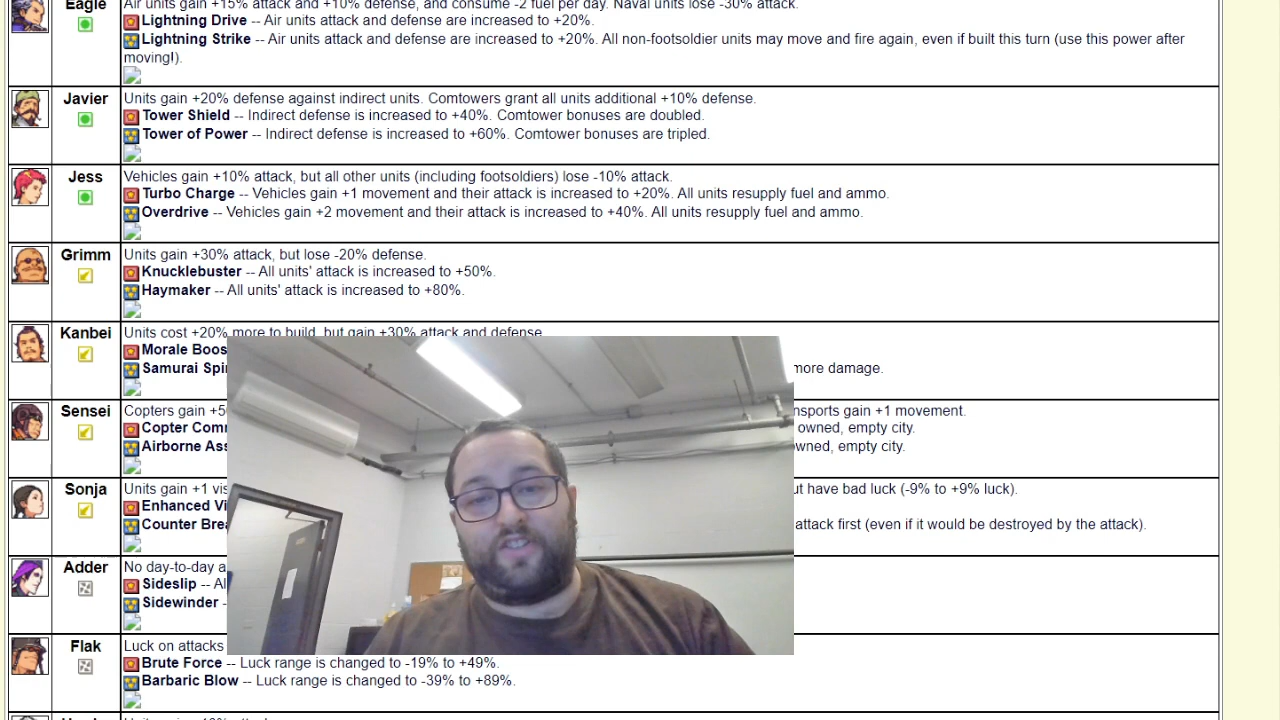 Eagle
Air units gain +15% attack and +10% defense, and consume -2 fuel per day. Naval units lose -30% attack.
Lightning Drive -- Air units attack and defense are increased to +20%.
Lightning Strike -- Air units attack and defense are increased to +20%. All non-footsoldier units may move and fire again, even if built this turn (use this power after
moving!).
Javier
Units gain +20% defense against indirect units. Comtowers grant all units additional +10% defense.
Tower Shield -- Indirect defense is increased to +40%. Comtower bonuses are doubled.
Tower of Power -- Indirect defense is increased to +60%. Comtower bonuses are tripled.
Jess
Vehicles gain +10% attack, but all other units (including footsoldiers) lose -10% attack.
Turbo Charge -- Vehicles gain +1 movement and their attack is increased to +20%. All units resupply fuel and ammo.
Overdrive -- Vehicles gain +2 movement and their attack is increased to +40%. All units resupply fuel and ammo.
Grimm
Units gain +30% attack, but lose -20% defense.
Knucklebuster -- All units' attack is increased to +50%.
Haymaker -- All units' attack is increased to +80%.
Kanbei
Units cost +20% more to build, but gain +30% attack and defense
Morale
Samurai more damage.
Sensei
Copters gain gain +1 movement.
Copter owned, empty city.
Airborne empty city.
Sonja
Units gain +1 have bad luck (-9% to +9% luck).
Enhanced
Counter attack first (even if it would be destroyed by the attack).
Adder
No day-to-day
Sideslip --
Sidewinder
Flak
Luck on attacks
Brute Force -- Luck range is changed to -19% to +49%.
Barbaric Blow -- Luck range is changed to -39% to +89%.